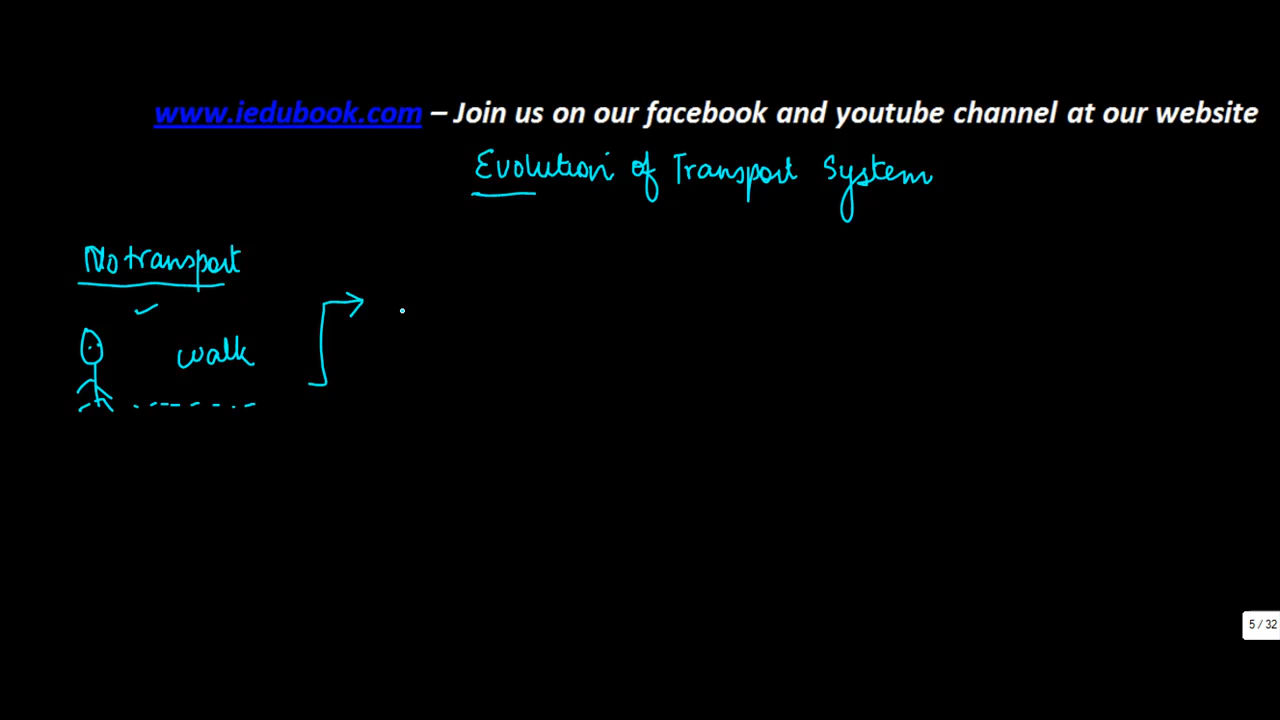 www.iedubook.com – Join us on our facebook and youtube channel at our website
Evolution of Transport System
No transport
walk
5 / 32